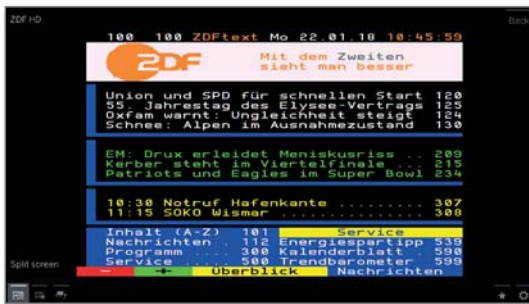 ZDF HD
Back
100 100 ZDFtext Mo 22.01.18 10:45:59
ZDF
Mit dem Zweiten
sieht man besser
Union und SPD für schnellen Start 120
55. Jahrestag des Elysee-Vertrags 125
Oxfam warnt: Ungleichheit steigt 124
Schnee: Alpen im Ausnahmezustand 130
EM: Drux erleidet Meniskusriss .. 209
Kerber steht im Viertelfinale ... 215
Patriots und Eagles im Super Bowl 234
10:30 Notruf Hafenkante ......... 307
11:15 SOKO Wismar ............... 308
Inhalt (A-Z) 101 Service
Nachrichten . 112 Energiespartipp 539
Programm .... 300 Kalenderblatt . 590
Service ..... 500 Trendbarometer 599
Split screen
- + Überblick Nachrichten